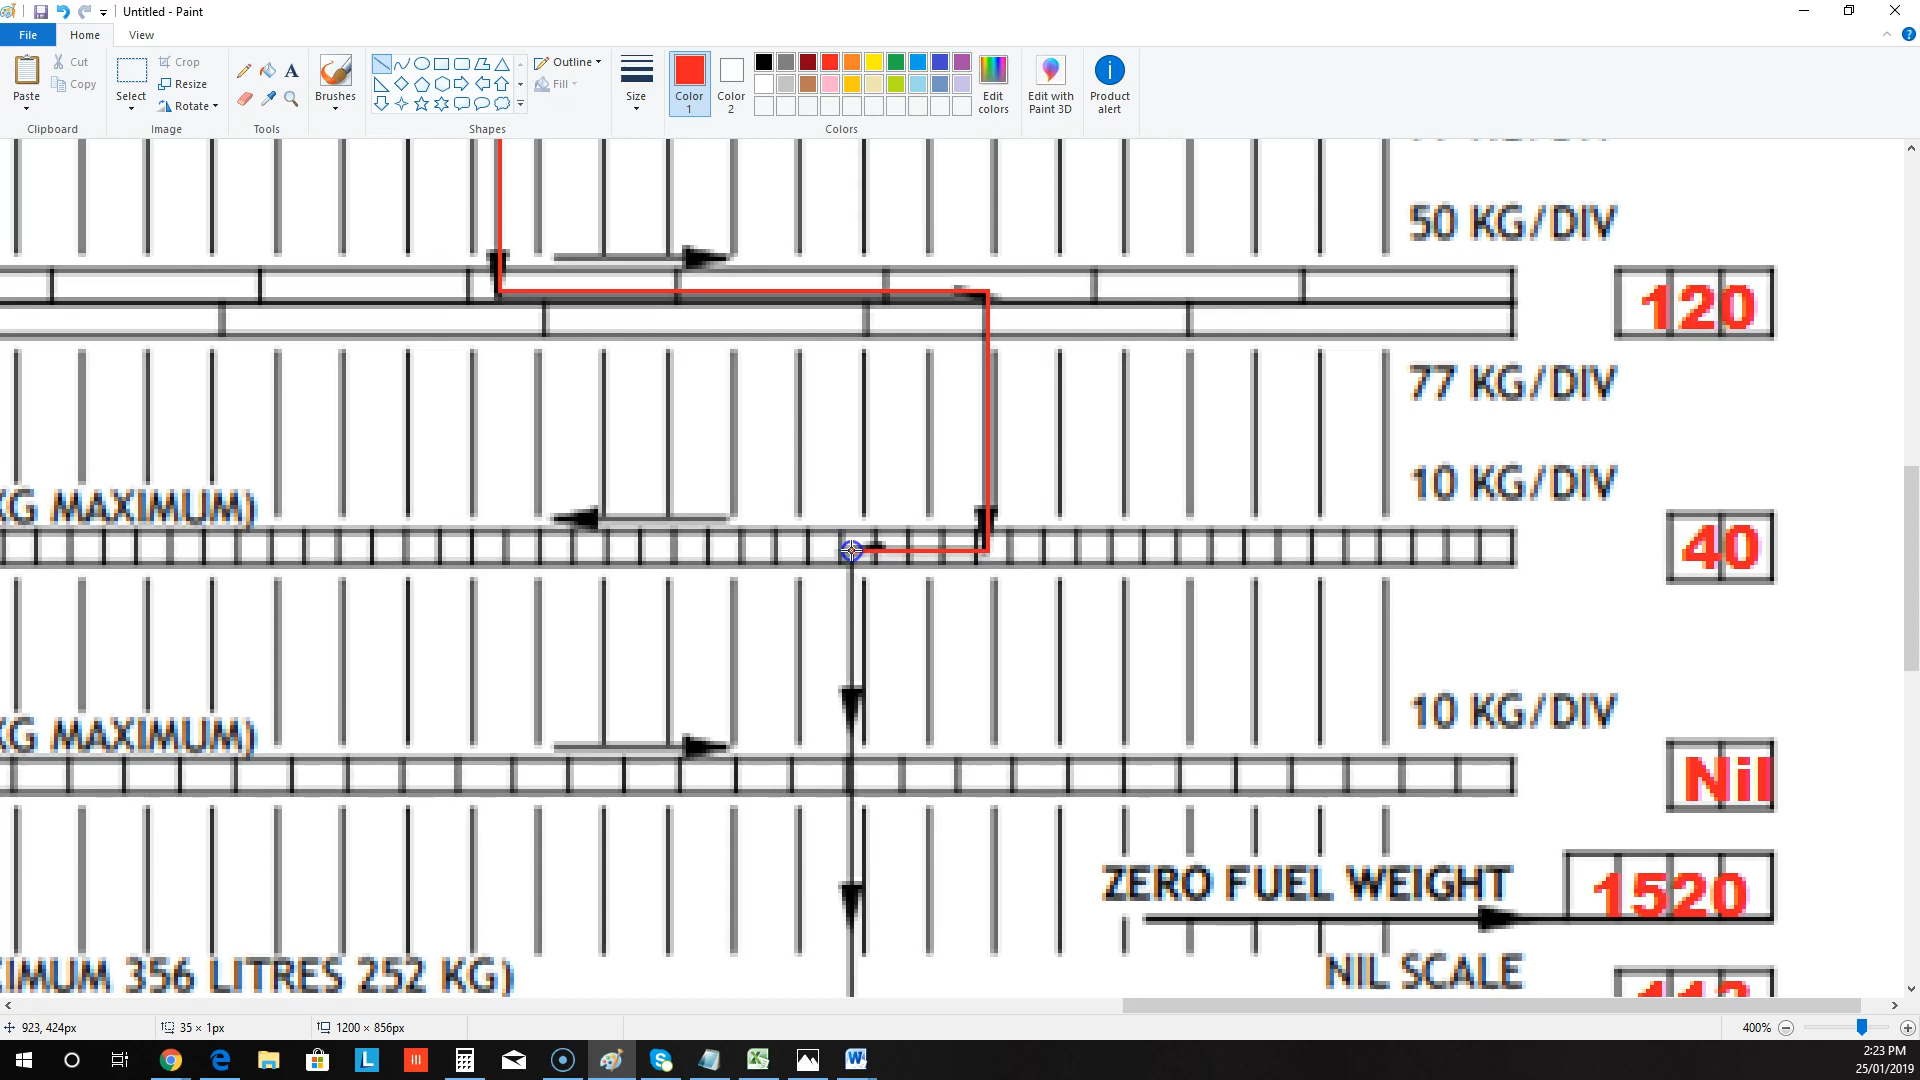 Untitled - Paint
File Home View
Paste
Cut
Copy
Clipboard
Select
Crop
Resize
Rotate
Image
Tools
Brushes
Shapes
Outline
Fill
Size
Color 1
Color 2
Colors
Edit colors
Edit with Paint 3D
Product alert
50 KG/DIV
120
77 KG/DIV
KG MAXIMUM)
10 KG/DIV
40
KG MAXIMUM)
10 KG/DIV
Nil
ZERO FUEL WEIGHT
1520
IMUM 356 LITRES 252 KG)
NIL SCALE
923, 424px
35 × 1px
1200 × 856px
400%
2:23 PM
25/01/2019